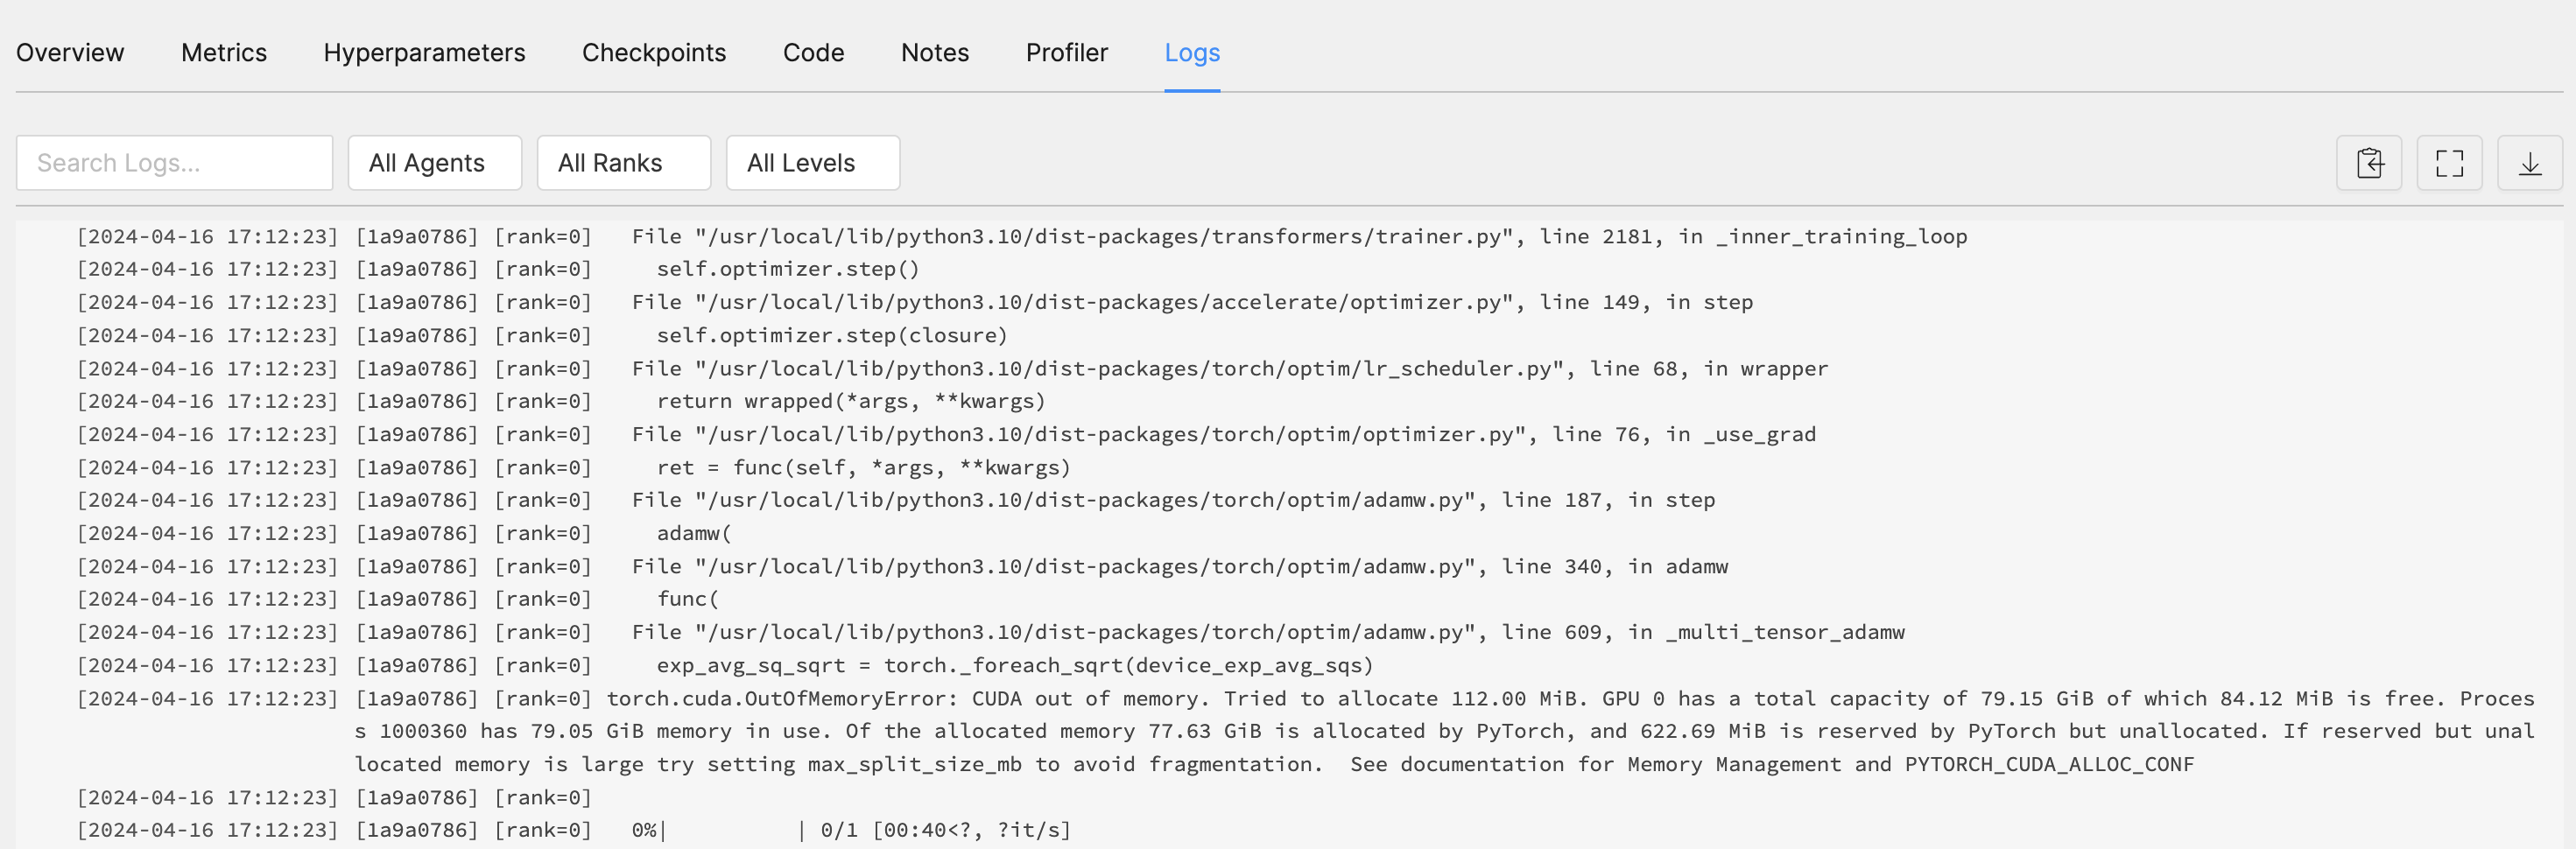 Overview Metrics Hyperparameters Checkpoints Code Notes Profiler Logs
Search Logs... All Agents All Ranks All Levels
[2024-04-16 17:12:23] [1a9a0786] [rank=0]   File "/usr/local/lib/python3.10/dist-packages/transformers/trainer.py", line 2181, in _inner_training_loop
[2024-04-16 17:12:23] [1a9a0786] [rank=0]     self.optimizer.step()
[2024-04-16 17:12:23] [1a9a0786] [rank=0]   File "/usr/local/lib/python3.10/dist-packages/accelerate/optimizer.py", line 149, in step
[2024-04-16 17:12:23] [1a9a0786] [rank=0]     self.optimizer.step(closure)
[2024-04-16 17:12:23] [1a9a0786] [rank=0]   File "/usr/local/lib/python3.10/dist-packages/torch/optim/lr_scheduler.py", line 68, in wrapper
[2024-04-16 17:12:23] [1a9a0786] [rank=0]     return wrapped(*args, **kwargs)
[2024-04-16 17:12:23] [1a9a0786] [rank=0]   File "/usr/local/lib/python3.10/dist-packages/torch/optim/optimizer.py", line 76, in _use_grad
[2024-04-16 17:12:23] [1a9a0786] [rank=0]     ret = func(self, *args, **kwargs)
[2024-04-16 17:12:23] [1a9a0786] [rank=0]   File "/usr/local/lib/python3.10/dist-packages/torch/optim/adamw.py", line 187, in step
[2024-04-16 17:12:23] [1a9a0786] [rank=0]     adamw(
[2024-04-16 17:12:23] [1a9a0786] [rank=0]   File "/usr/local/lib/python3.10/dist-packages/torch/optim/adamw.py", line 340, in adamw
[2024-04-16 17:12:23] [1a9a0786] [rank=0]     func(
[2024-04-16 17:12:23] [1a9a0786] [rank=0]   File "/usr/local/lib/python3.10/dist-packages/torch/optim/adamw.py", line 609, in _multi_tensor_adamw
[2024-04-16 17:12:23] [1a9a0786] [rank=0]     exp_avg_sq_sqrt = torch._foreach_sqrt(device_exp_avg_sqs)
[2024-04-16 17:12:23] [1a9a0786] [rank=0] torch.cuda.OutOfMemoryError: CUDA out of memory. Tried to allocate 112.00 MiB. GPU 0 has a total capacity of 79.15 GiB of which 84.12 MiB is free. Proces
s 1000360 has 79.05 GiB memory in use. Of the allocated memory 77.63 GiB is allocated by PyTorch, and 622.69 MiB is reserved by PyTorch but unallocated. If reserved but unal
located memory is large try setting max_split_size_mb to avoid fragmentation.  See documentation for Memory Management and PYTORCH_CUDA_ALLOC_CONF
[2024-04-16 17:12:23] [1a9a0786] [rank=0]
[2024-04-16 17:12:23] [1a9a0786] [rank=0]   0%|          | 0/1 [00:40<?, ?it/s]